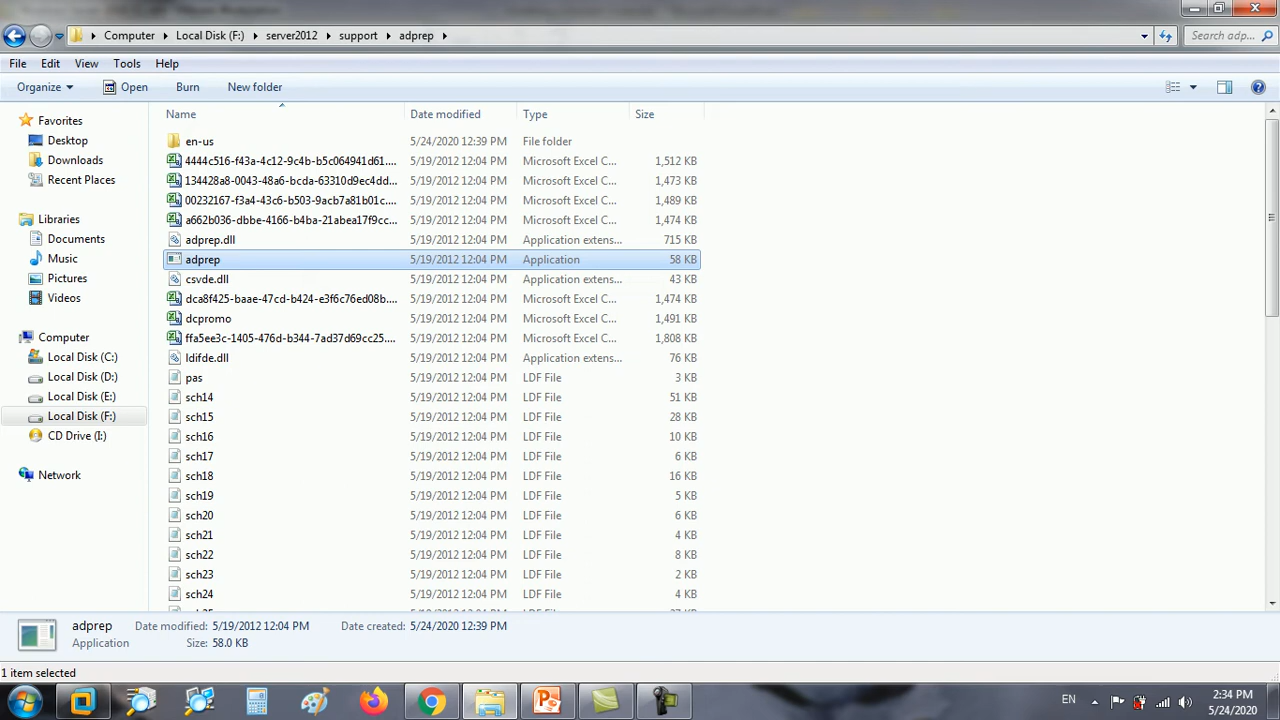 Computer Local Disk (F:) server2012 support adprep
Search adp...
File Edit View Tools Help
Organize Open Burn New folder
Name Date modified Type Size
Favorites
Desktop
Downloads
Recent Places
Libraries
Documents
Music
Pictures
Videos
Computer
Local Disk (C:)
Local Disk (D:)
Local Disk (E:)
Local Disk (F:)
CD Drive (I:)
Network
en-us 5/24/2020 12:39 PM File folder
4444c516-f43a-4c12-9c4b-b5c064941d61.... 5/19/2012 12:04 PM Microsoft Excel C... 1,512 KB
134428a8-0043-48a6-bcda-63310d9ec4dd... 5/19/2012 12:04 PM Microsoft Excel C... 1,473 KB
00232167-f3a4-43c6-b503-9acb7a81b01c.... 5/19/2012 12:04 PM Microsoft Excel C... 1,489 KB
a662b036-dbbe-4166-b4ba-21abea17f9cc... 5/19/2012 12:04 PM Microsoft Excel C... 1,474 KB
adprep.dll 5/19/2012 12:04 PM Application extens... 715 KB
adprep 5/19/2012 12:04 PM Application 58 KB
csvde.dll 5/19/2012 12:04 PM Application extens... 43 KB
dca8f425-baae-47cd-b424-e3f6c76ed08b.... 5/19/2012 12:04 PM Microsoft Excel C... 1,474 KB
dcpromo 5/19/2012 12:04 PM Microsoft Excel C... 1,491 KB
ffa5ee3c-1405-476d-b344-7ad37d69cc25.... 5/19/2012 12:04 PM Microsoft Excel C... 1,808 KB
ldifde.dll 5/19/2012 12:04 PM Application extens... 76 KB
pas 5/19/2012 12:04 PM LDF File 3 KB
sch14 5/19/2012 12:04 PM LDF File 51 KB
sch15 5/19/2012 12:04 PM LDF File 28 KB
sch16 5/19/2012 12:04 PM LDF File 10 KB
sch17 5/19/2012 12:04 PM LDF File 6 KB
sch18 5/19/2012 12:04 PM LDF File 16 KB
sch19 5/19/2012 12:04 PM LDF File 5 KB
sch20 5/19/2012 12:04 PM LDF File 6 KB
sch21 5/19/2012 12:04 PM LDF File 4 KB
sch22 5/19/2012 12:04 PM LDF File 8 KB
sch23 5/19/2012 12:04 PM LDF File 2 KB
sch24 5/19/2012 12:04 PM LDF File 4 KB
adprep Date modified: 5/19/2012 12:04 PM Date created: 5/24/2020 12:39 PM
Application Size: 58.0 KB
1 item selected
EN
2:34 PM
5/24/2020